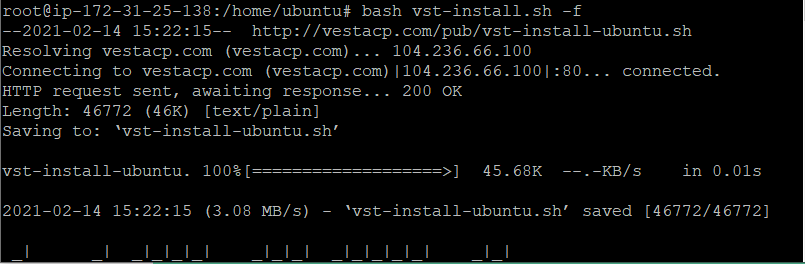 root@ip-172-31-25-138:/home/ubuntu# bash vst-install.sh -f
--2021-02-14 15:22:15--  http://vestacp.com/pub/vst-install-ubuntu.sh
Resolving vestacp.com (vestacp.com)... 104.236.66.100
Connecting to vestacp.com (vestacp.com)|104.236.66.100|:80... connected.
HTTP request sent, awaiting response... 200 OK
Length: 46772 (46K) [text/plain]
Saving to: ‘vst-install-ubuntu.sh’

vst-install-ubuntu. 100%[===================>]  45.68K  --.-KB/s    in 0.01s

2021-02-14 15:22:15 (3.08 MB/s) - ‘vst-install-ubuntu.sh’ saved [46772/46772]

 _|      _|  _|_|_|_|    _|_|_|  _|_|_|_|_|    _|_|